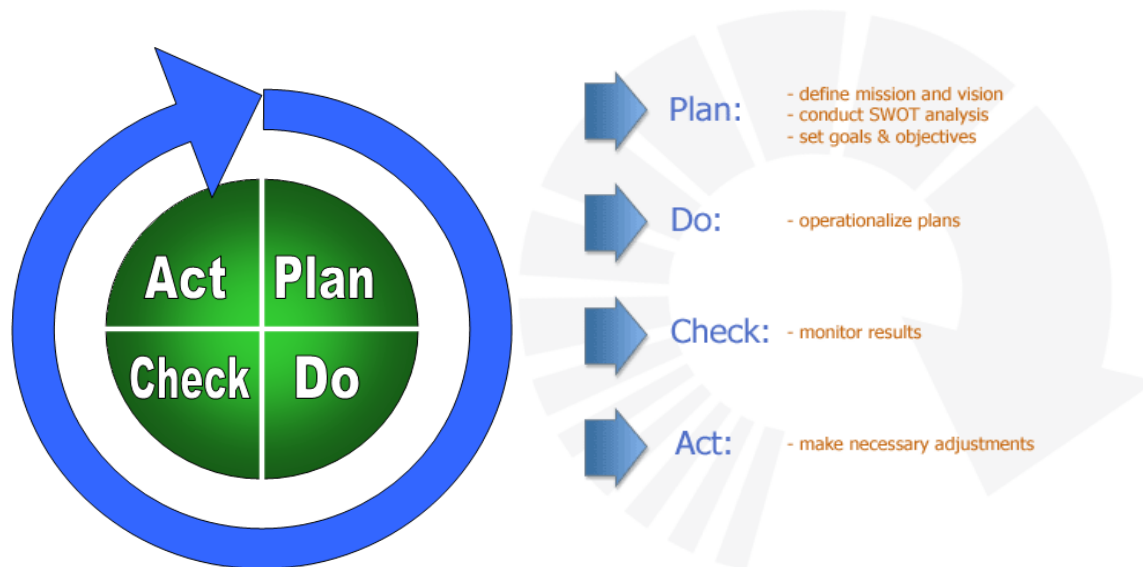 Act Plan
Check Do
Plan:
- define mission and vision
- conduct SWOT analysis
- set goals & objectives
Do:
- operationalize plans
Check:
- monitor results
Act:
- make necessary adjustments